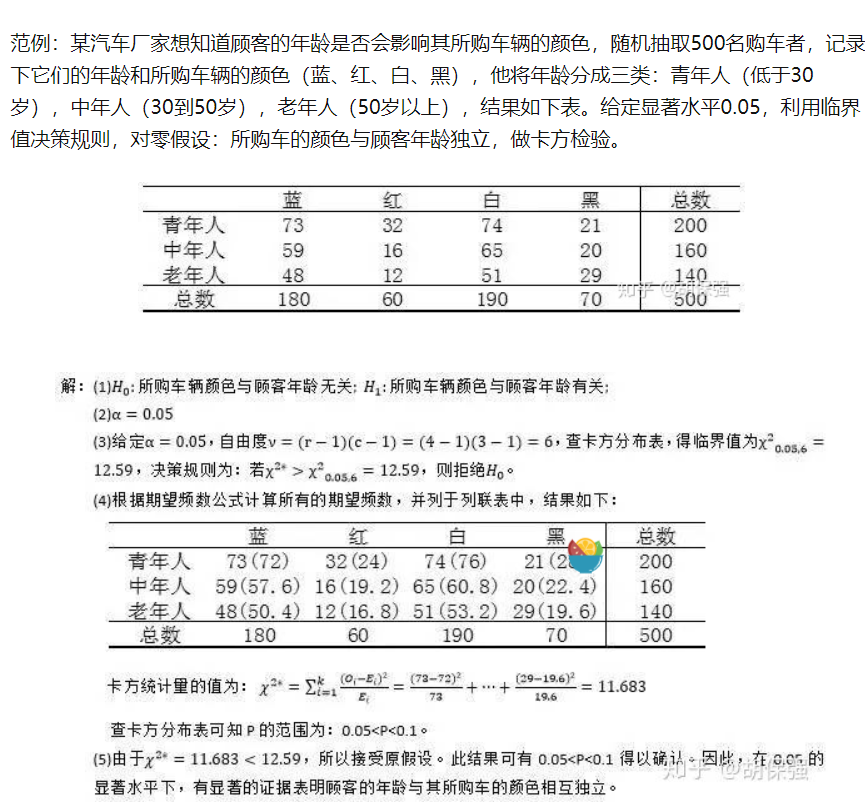 范例：某汽车厂家想知道顾客的年龄是否会影响其所购车辆的颜色，随机抽取500名购车者，记录
下它们的年龄和所购车辆的颜色（蓝、红、白、黑），他将年龄分成三类：青年人（低于30
岁），中年人（30到50岁），老年人（50岁以上），结果如下表。给定显著水平0.05，利用临界
值决策规则，对零假设：所购车的颜色与顾客年龄独立，做卡方检验。
蓝 红 白 黑 总数
青年人 73 32 74 21 200
中年人 59 16 65 20 160
老年人 48 12 51 29 140
总数 180 60 190 70 500
知乎 @胡保强
解：(1)H₀: 所购车辆颜色与顾客年龄无关; H₁: 所购车辆颜色与顾客年龄有关;
(2)α = 0.05
(3)给定α = 0.05，自由度ν = (r − 1)(c − 1) = (4 − 1)(3 − 1) = 6，查卡方分布表，得临界值为χ²₀.₀₅,₆ =
12.59，决策规则为：若χ²* > χ²₀.₀₅,₆ = 12.59，则拒绝H₀。
(4)根据期望频数公式计算所有的期望频数，并列于列联表中，结果如下：
蓝 红 白 黑 总数
青年人 73(72) 32(24) 74(76) 21(2 200
中年人 59(57.6) 16(19.2) 65(60.8) 20(22.4) 160
老年人 48(50.4) 12(16.8) 51(53.2) 29(19.6) 140
总数 180 60 190 70 500
卡方统计量的值为： χ²* = ∑ᵏᵢ₌₁ (Oᵢ−Eᵢ)²/Eᵢ = (73−72)²/73 + ⋯ + (29−19.6)²/19.6 = 11.683
查卡方分布表可知 P 的范围为：0.05<P<0.1。
(5)由于χ²* = 11.683 < 12.59，所以接受原假设。此结果可有 0.05<P<0.1 得以确认。因此，在 0.05 的
显著水平下，有显著的证据表明顾客的年龄与其所购车的颜色相互独立。
知乎 @胡保强